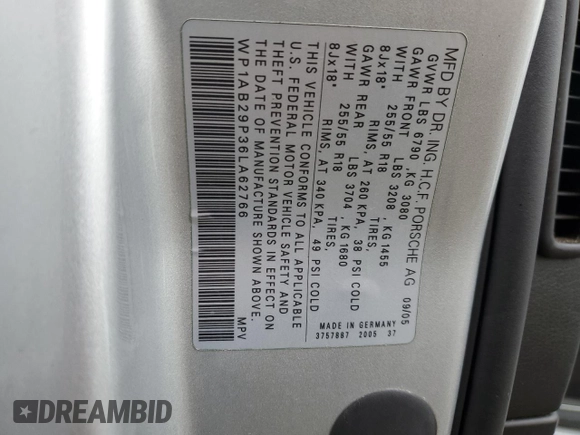 MFD BY DR. ING. H.C.F. PORSCHE AG 09/05
GVWR LBS 6790 ,KG 3080
GAWR FRONT LBS 3208 ,KG 1455
WITH 255/55 R18 TIRES,
8Jx18" RIMS, AT 260 KPA, 38 PSI COLD
GAWR REAR LBS 3704 ,KG 1680
WITH 255/55 R18 TIRES,
8Jx18" RIMS, AT 340 KPA, 49 PSI COLD
THIS VEHICLE CONFORMS TO ALL APPLICABLE
U.S. FEDERAL MOTOR VEHICLE SAFETY AND
THEFT PREVENTION STANDARDS IN EFFECT ON
THE DATE OF MANUFACTURE SHOWN ABOVE.
WP1AB29P36LA62766 MPV
MADE IN GERMANY
3757887 2005 37
DREAMBID